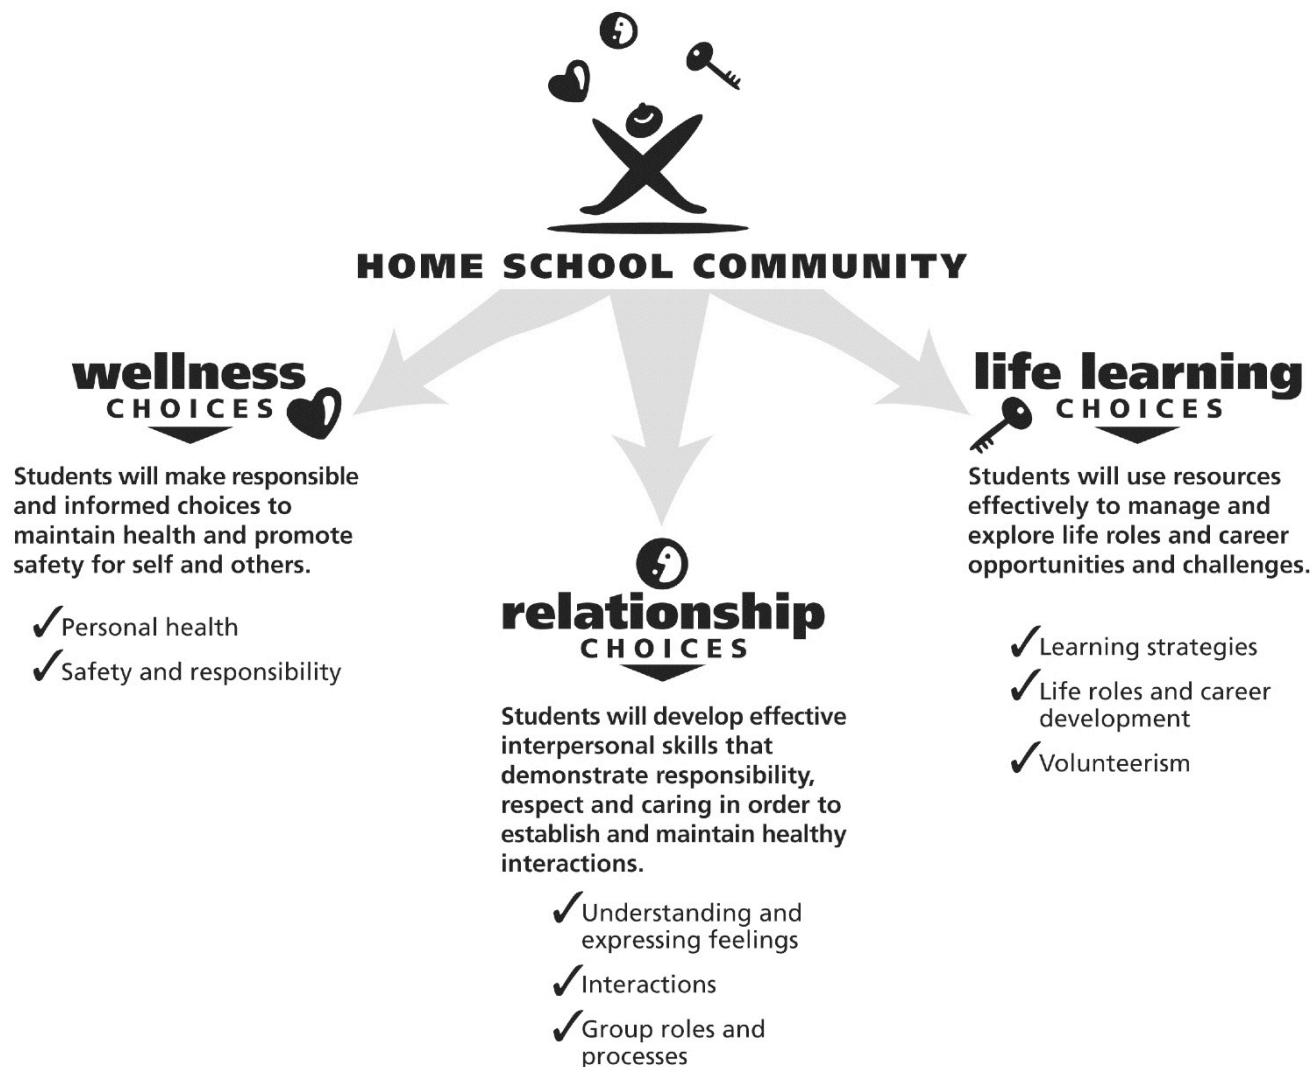 HOME SCHOOL COMMUNITY
wellness
CHOICES
Students will make responsible
and informed choices to
maintain health and promote
safety for self and others.
Personal health
Safety and responsibility
relationship
CHOICES
Students will develop effective
interpersonal skills that
demonstrate responsibility,
respect and caring in order to
establish and maintain healthy
interactions.
Understanding and
expressing feelings
Interactions
Group roles and
processes
life learning
CHOICES
Students will use resources
effectively to manage and
explore life roles and career
opportunities and challenges.
Learning strategies
Life roles and career
development
Volunteerism